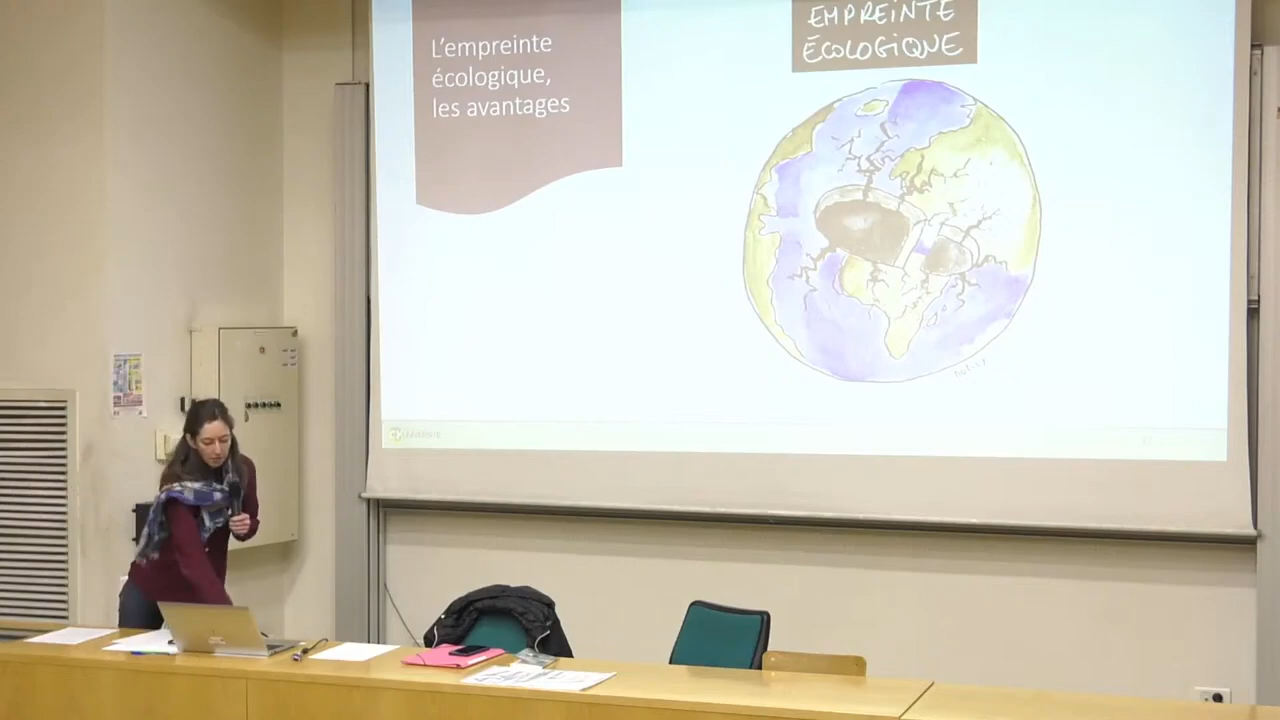 L'empreinte
écologique,
les avantages
EMPREINTE
ÉCOLOGIQUE